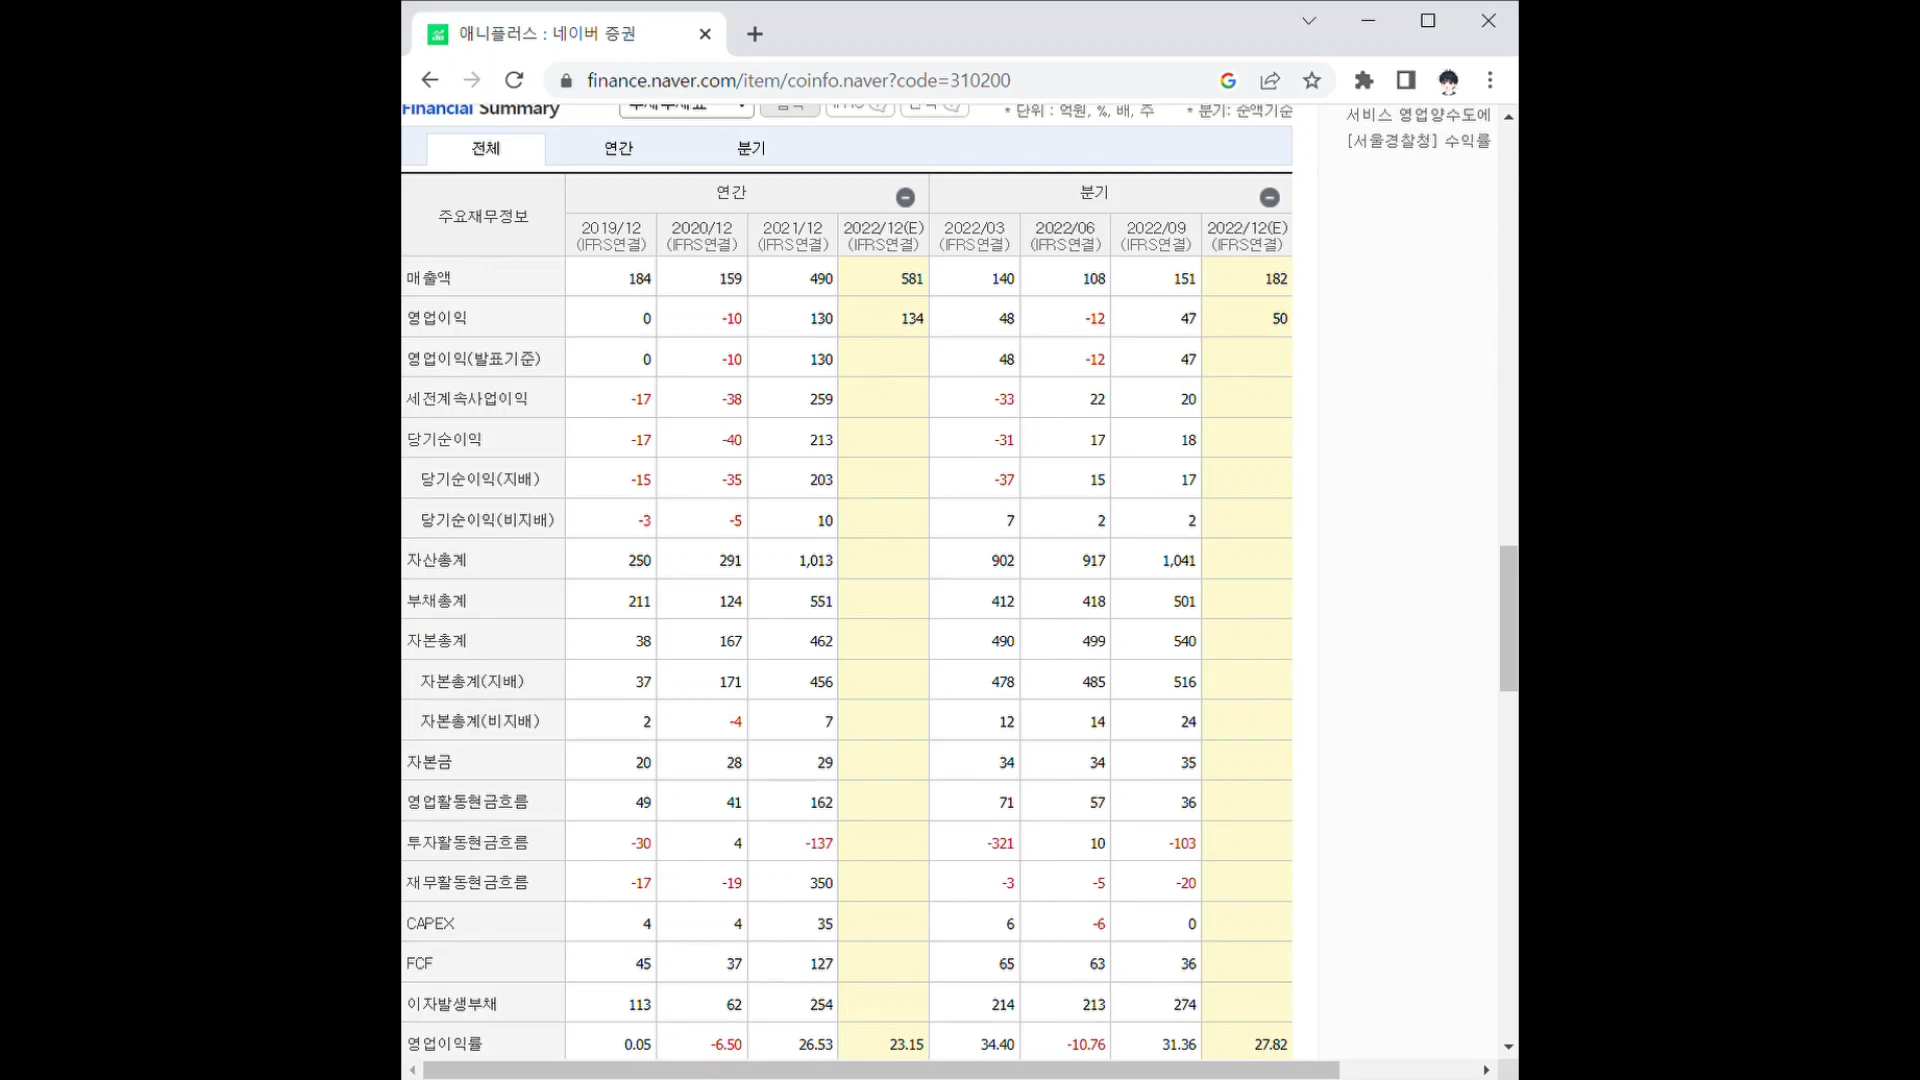 애니플러스 : 네이버 증권
finance.naver.com/item/coinfo.naver?code=310200
Financial Summary
* 단위 : 억원, %, 배, 주 * 분기: 순액기준
서비스 영업양수도에
[서울경찰청] 수익률
전체 연간 분기
주요재무정보 연간 분기
2019/12 2020/12 2021/12 2022/12(E) 2022/03 2022/06 2022/09 2022/12(E)
(IFRS연결) (IFRS연결) (IFRS연결) (IFRS연결) (IFRS연결) (IFRS연결) (IFRS연결) (IFRS연결)
매출액 184 159 490 581 140 108 151 182
영업이익 0 -10 130 134 48 -12 47 50
영업이익(발표기준) 0 -10 130 48 -12 47
세전계속사업이익 -17 -38 259 -33 22 20
당기순이익 -17 -40 213 -31 17 18
당기순이익(지배) -15 -35 203 -37 15 17
당기순이익(비지배) -3 -5 10 7 2 2
자산총계 250 291 1,013 902 917 1,041
부채총계 211 124 551 412 418 501
자본총계 38 167 462 490 499 540
자본총계(지배) 37 171 456 478 485 516
자본총계(비지배) 2 -4 7 12 14 24
자본금 20 28 29 34 34 35
영업활동현금흐름 49 41 162 71 57 36
투자활동현금흐름 -30 4 -137 -321 10 -103
재무활동현금흐름 -17 -19 350 -3 -5 -20
CAPEX 4 4 35 6 -6 0
FCF 45 37 127 65 63 36
이자발생부채 113 62 254 214 213 274
영업이익률 0.05 -6.50 26.53 23.15 34.40 -10.76 31.36 27.82